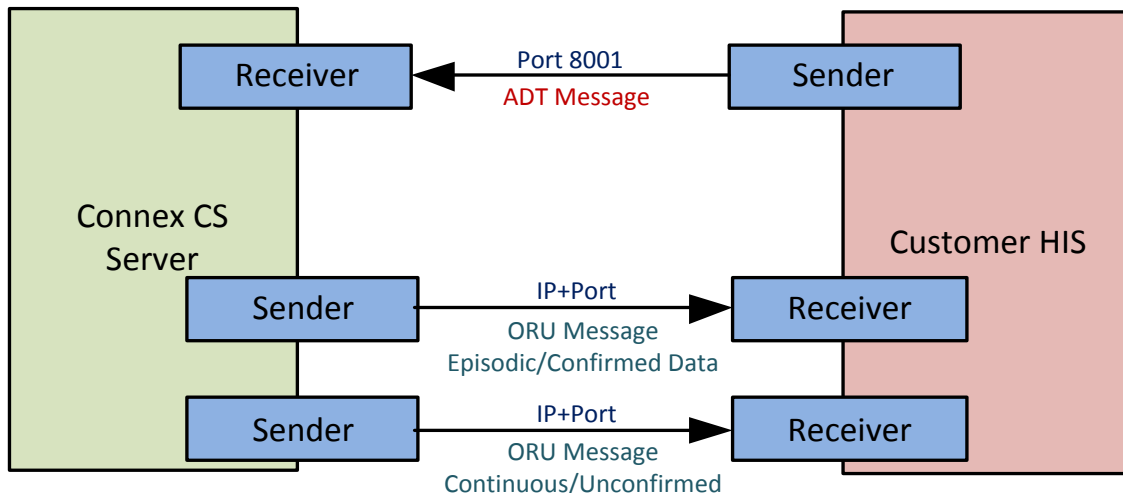 Receiver
Port 8001
ADT Message
Sender
Connex CS
Server
Customer HIS
Sender
IP+Port
ORU Message
Episodic/Confirmed Data
Receiver
Sender
IP+Port
ORU Message
Continuous/Unconfirmed
Receiver